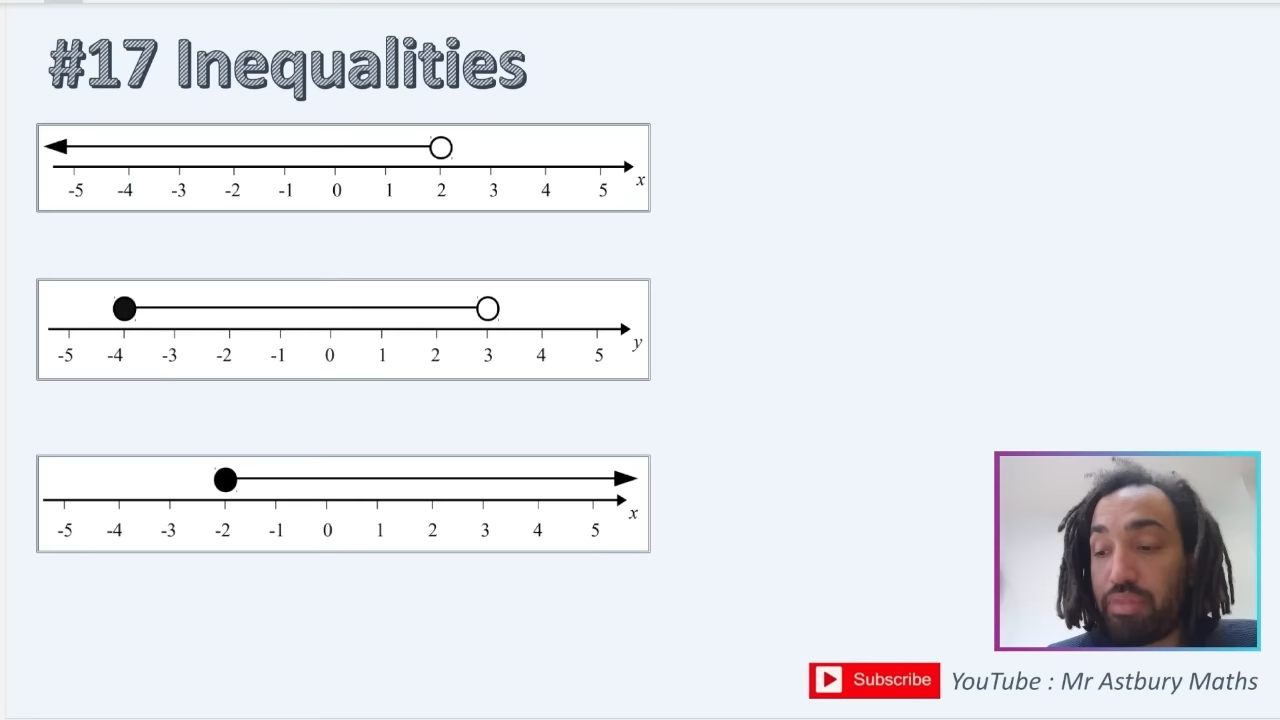 #17 Inequalities
-5 -4 -3 -2 -1 0 1 2 3 4 5 x
-5 -4 -3 -2 -1 0 1 2 3 4 5 y
-5 -4 -3 -2 -1 0 1 2 3 4 5 x
Subscribe YouTube : Mr Astbury Maths